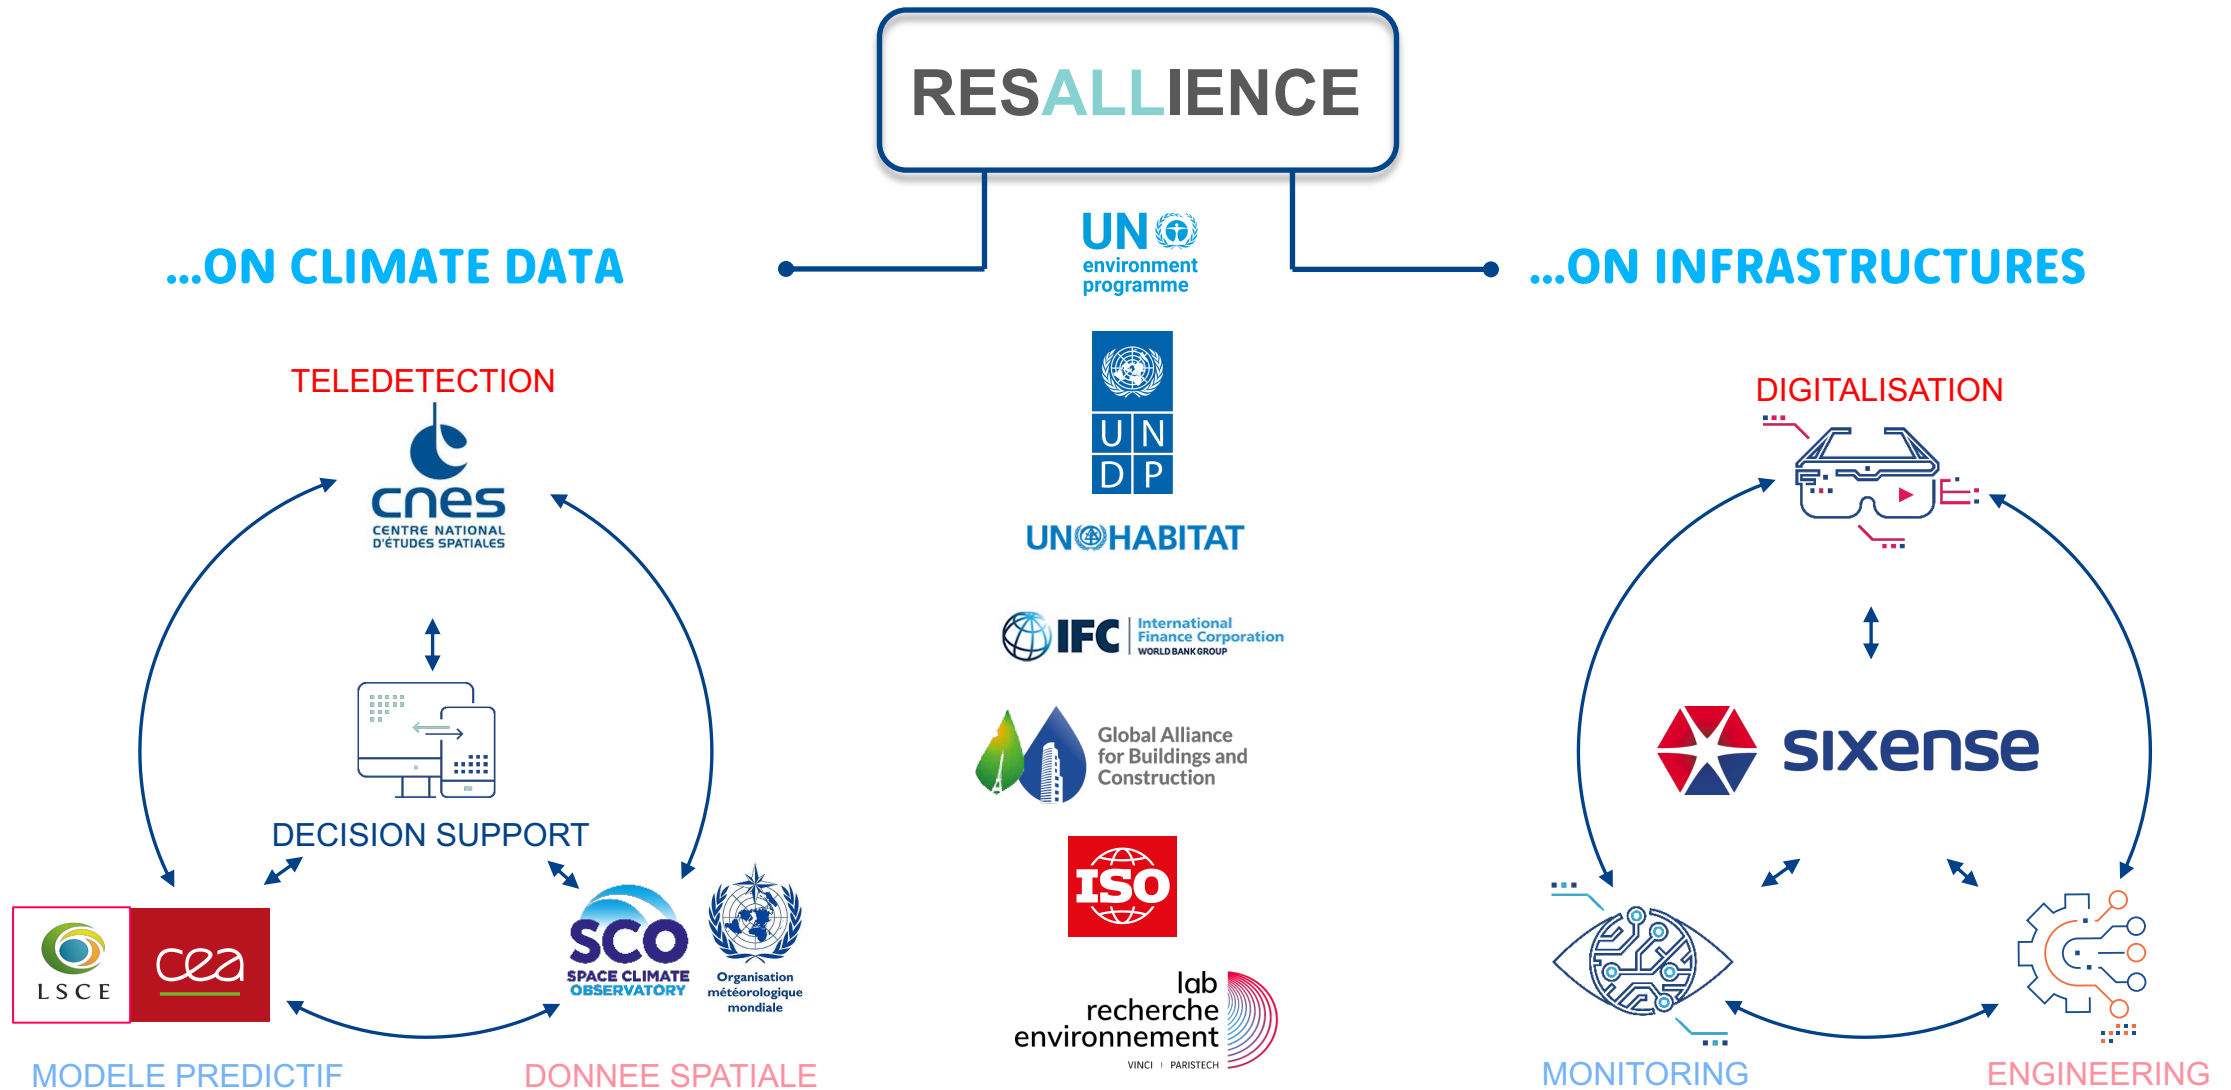 RESALLIENCE
...ON CLIMATE DATA
TELEDETECTION
cnes
CENTRE NATIONAL
D'ÉTUDES SPATIALES
DECISION SUPPORT
LSCE
cea
SCO
SPACE CLIMATE
OBSERVATORY
Organisation
météorologique
mondiale
MODELE PREDICTIF
DONNEE SPATIALE
UN
environment
programme
U N
D P
UN HABITAT
IFC
International
Finance Corporation
WORLD BANK GROUP
Global Alliance
for Buildings and
Construction
ISO
lab
recherche
environnement
VINCI | PARISTECH
...ON INFRASTRUCTURES
DIGITALISATION
sixense
MONITORING
ENGINEERING